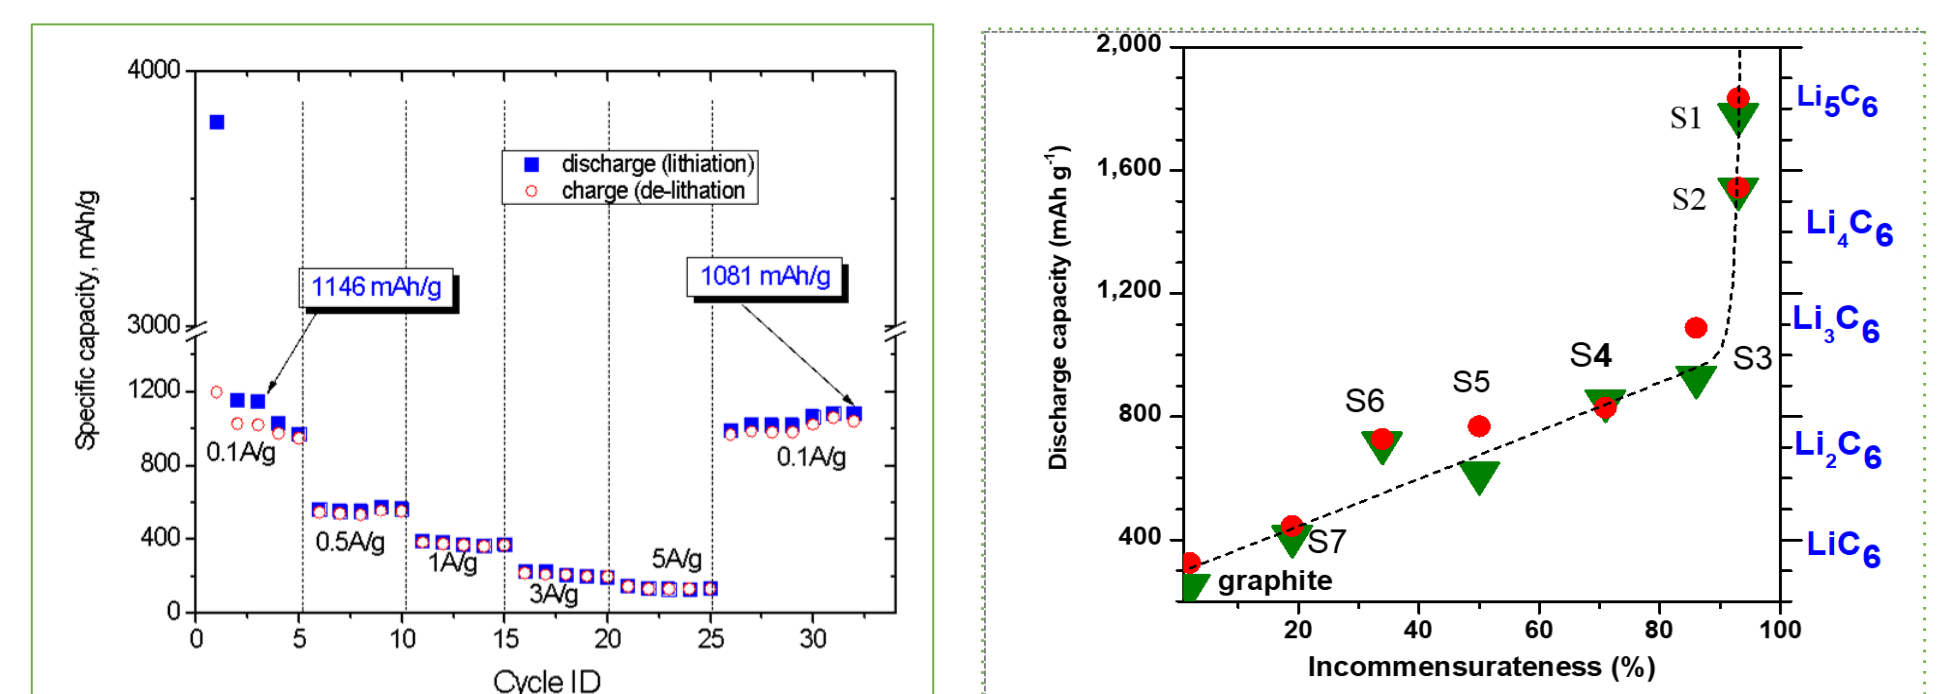 4000
3000
1200
800
400
0
Specific capacity, mAh/g
discharge (lithiation)
charge (de-lithation
1146 mAh/g
1081 mAh/g
0.1A/g
0.5A/g
1A/g
3A/g
5A/g
0.1A/g
0 5 10 15 20 25 30
Cycle ID
2,000
1,600
1,200
800
400
Discharge capacity (mAh g-1)
S1
S2
S3
S4
S5
S6
S7
graphite
Li5C6
Li4C6
Li3C6
Li2C6
LiC6
20 40 60 80 100
Incommensurateness (%)